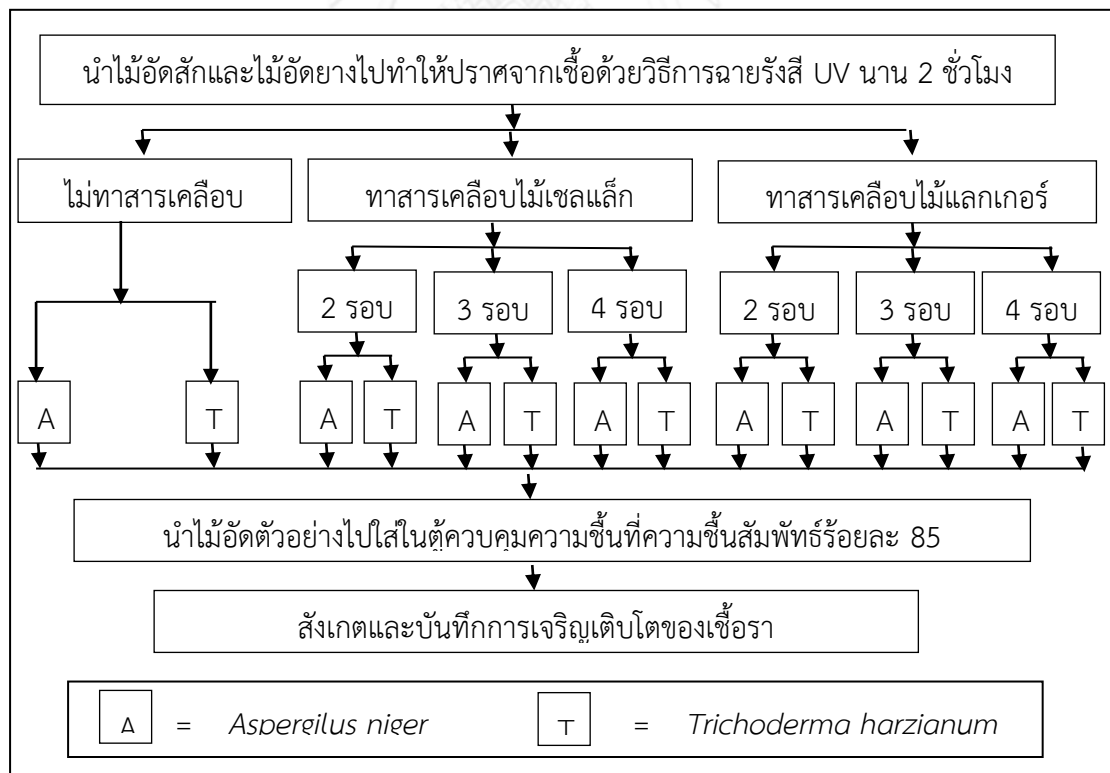 นำไม้อัดสักและไม้อัดยางไปทำให้ปราศจากเชื้อด้วยวิธีการฉายรังสี UV นาน 2 ชั่วโมง
ไม่ทาสารเคลือบ ทาสารเคลือบไม้เชลแล็ก ทาสารเคลือบไม้แลกเกอร์
2 รอบ 3 รอบ 4 รอบ 2 รอบ 3 รอบ 4 รอบ
A T A T A T A T A T A T A T
นำไม้อัดตัวอย่างไปใส่ในตู้ควบคุมความชื้นที่ความชื้นสัมพัทธ์ร้อยละ 85
สังเกตและบันทึกการเจริญเติบโตของเชื้อรา
A = Aspergilus niger T = Trichoderma harzianum